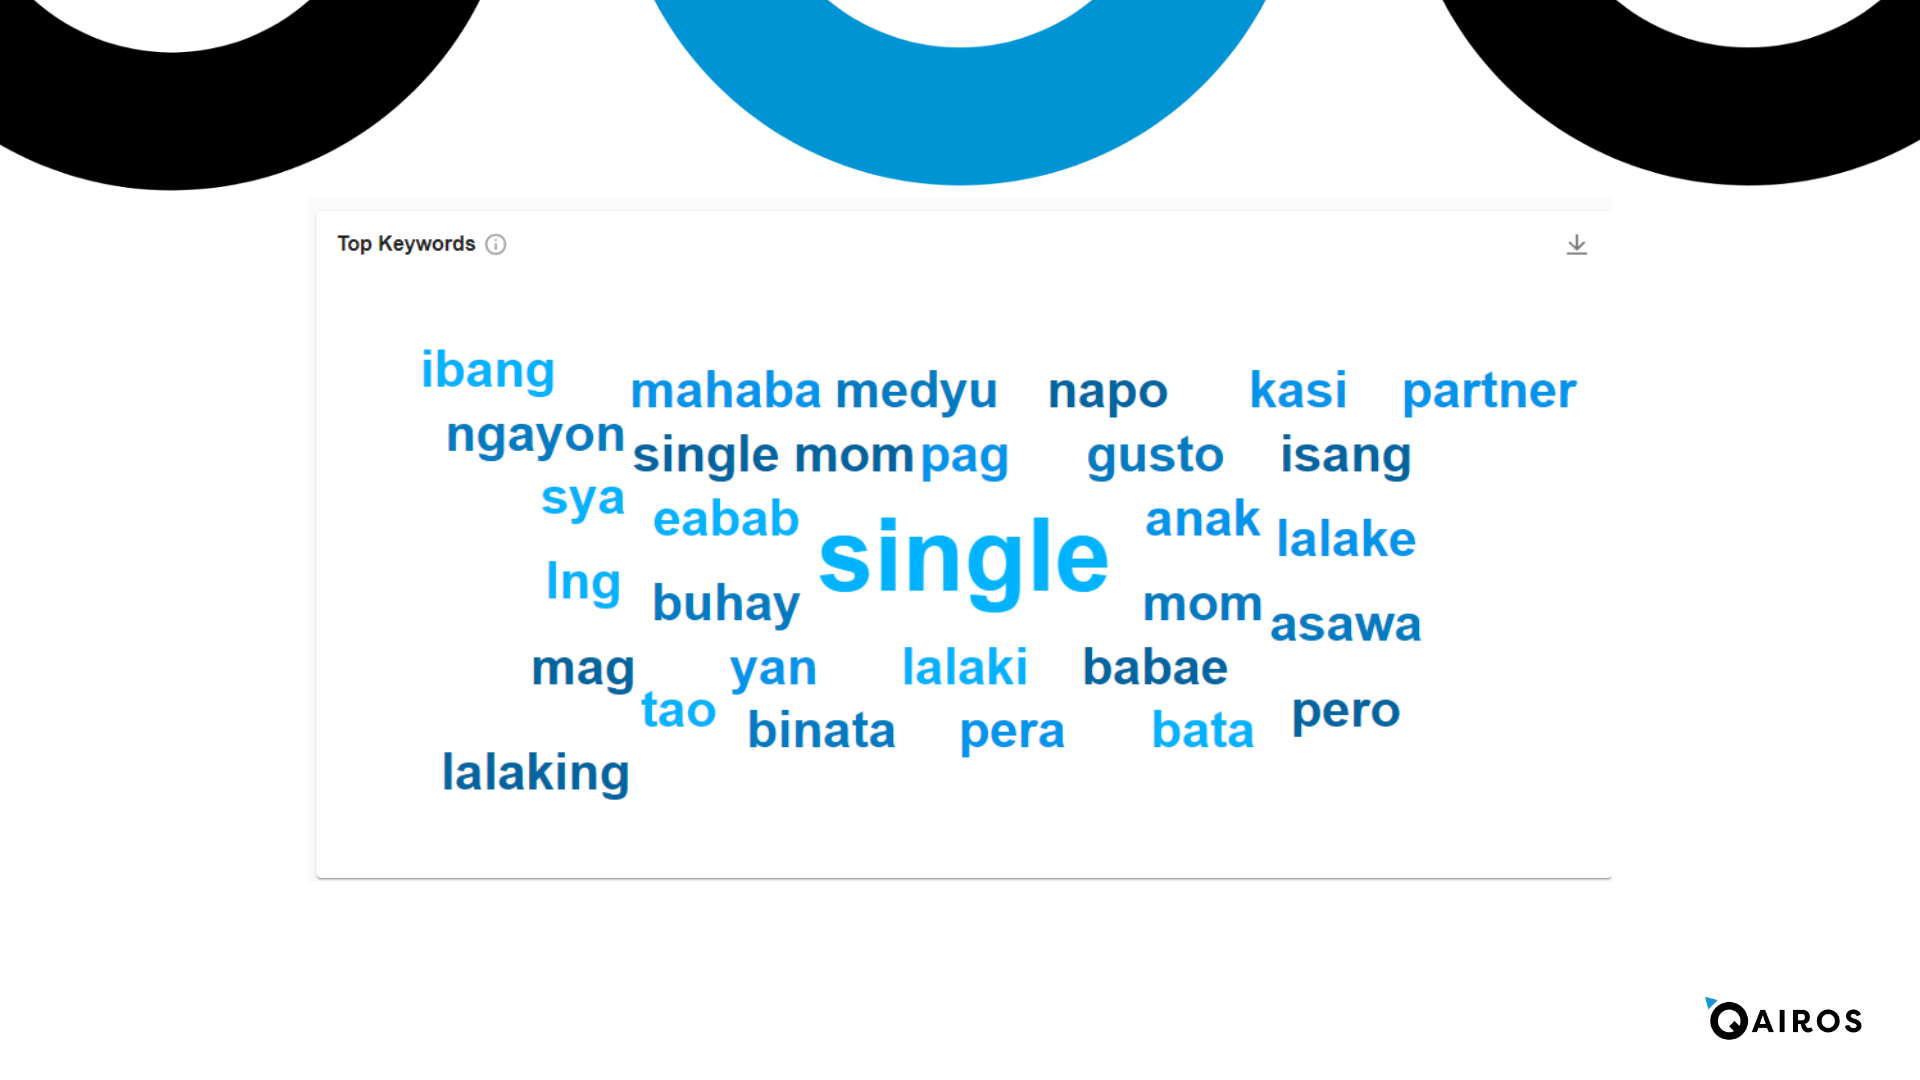 Top Keywords
ibang
mahaba medyu napo kasi partner
ngayon
single mom pag gusto isang
sya
eabab single anak lalake
lng
buhay mom asawa
mag yan lalaki babae
tao binata pera bata pero
lalaking
QAIROS